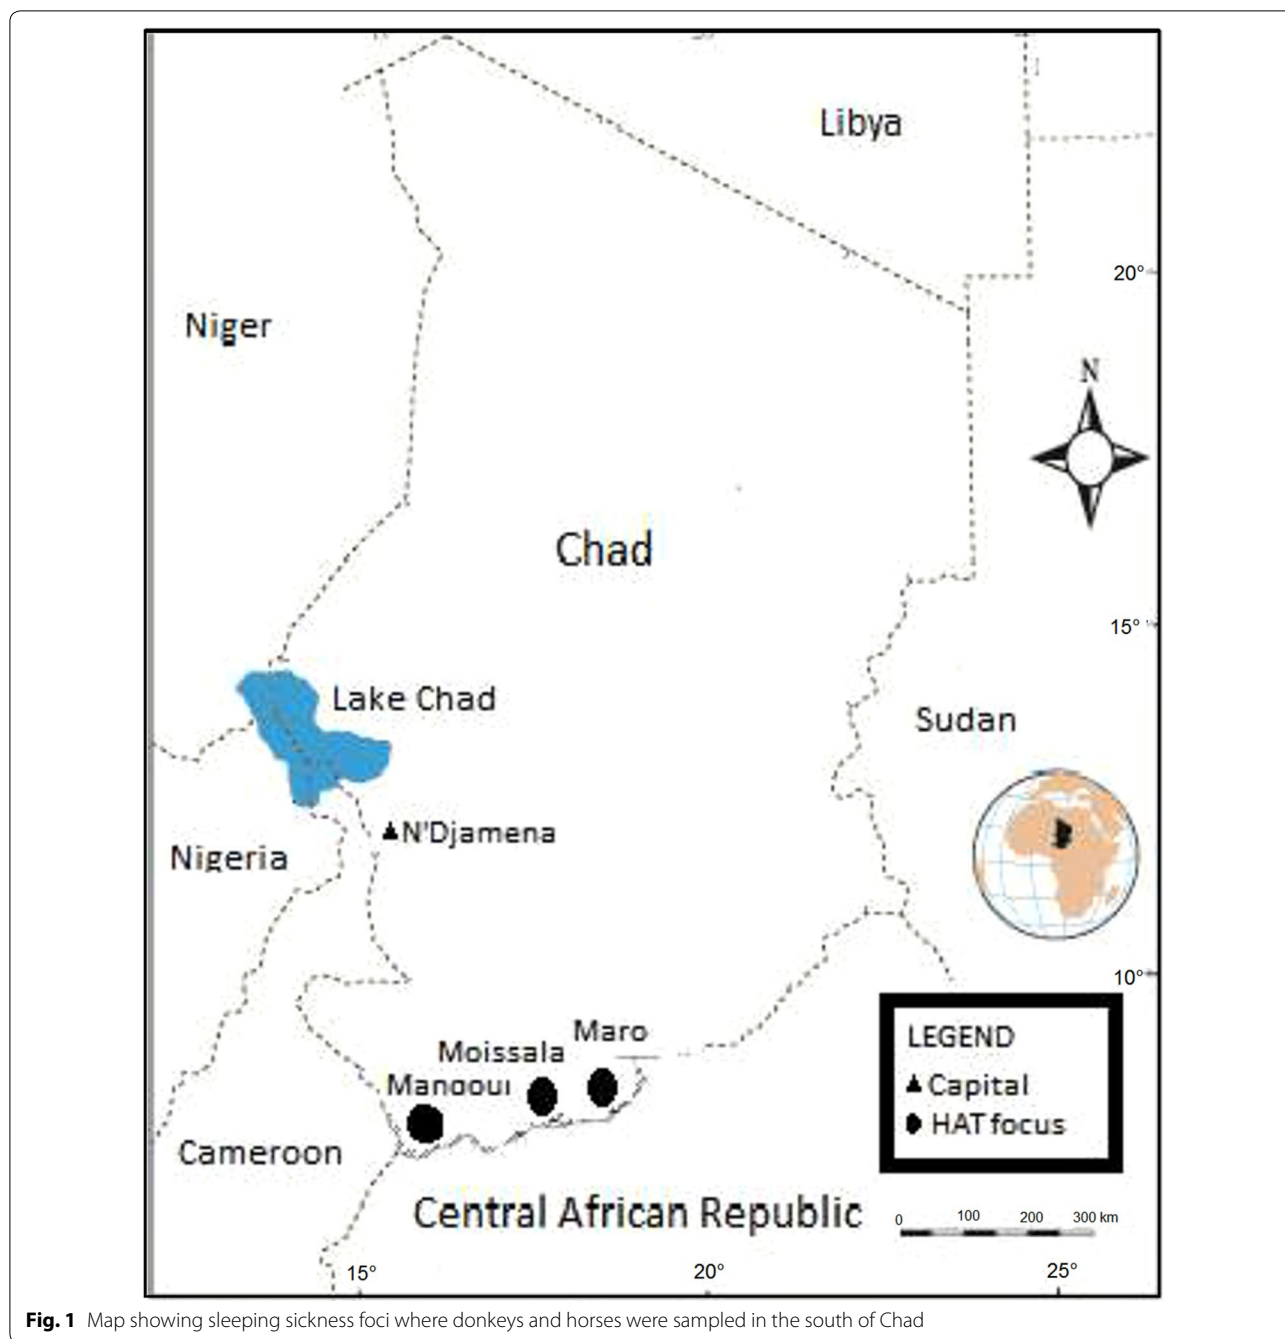 Libya
20°
Niger
N
Chad
15°
Lake Chad
Sudan
N'Djamena
Nigeria
10°
Maro
Moissala
Mandoul
LEGEND
Capital
HAT focus
Cameroon
Central African Republic
0 100 200 300 km
15° 20° 25°
Fig. 1 Map showing sleeping sickness foci where donkeys and horses were sampled in the south of Chad